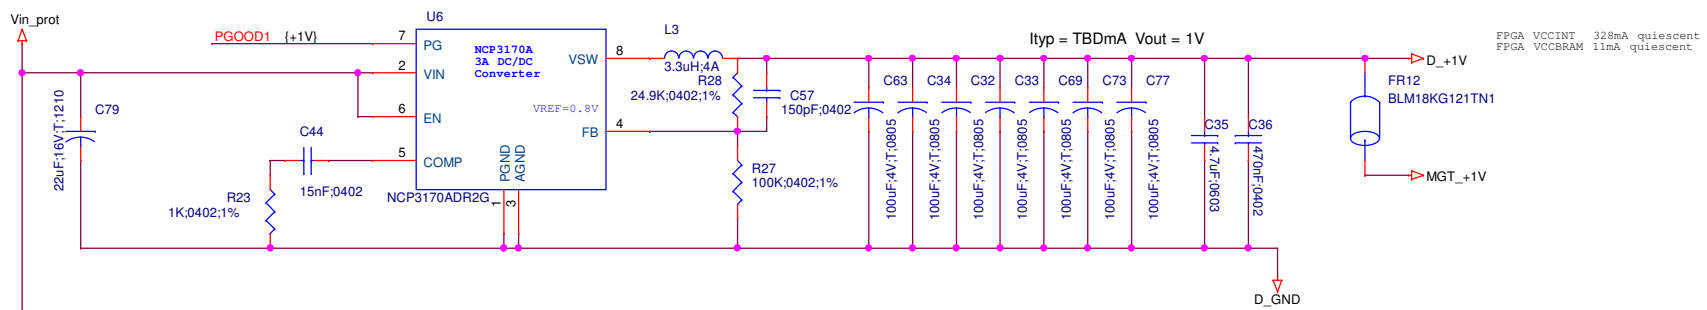 Vin_prot
PGOOD1 {+1V}
U6
7
PG
NCP3170A
3A DC/DC
Converter
2
VIN
VSW
8
L3
3.3uH;4A
R28
24.9K;0402;1%
C57
150pF;0402
Ityp = TBDmA Vout = 1V
FPGA VCCINT 328mA quiescent
FPGA VCCBRAM 11mA quiescent
D_+1V
FR12
BLM18KG121TN1
MGT_+1V
C79
22uF;16V;T;1210
6
EN
VREF=0.8V
FB
4
C44
15nF;0402
5
COMP
PGND
AGND
1
3
NCP3170ADR2G
R23
1K;0402;1%
R27
100K;0402;1%
C63
100uF;4V;T;0805
C34
100uF;4V;T;0805
C32
100uF;4V;T;0805
C33
100uF;4V;T;0805
C69
100uF;4V;T;0805
C73
100uF;4V;T;0805
C77
100uF;4V;T;0805
C35
4.7uF;0603
C36
470nF;0402
D_GND